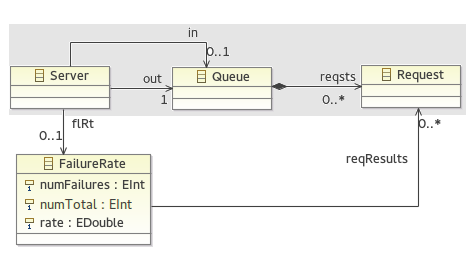 in
0..1
Server
out
1
Queue
reqsts
0..*
Request
flRt
0..1
0..*
reqResults
FailureRate
numFailures : EInt
numTotal : EInt
rate : EDouble